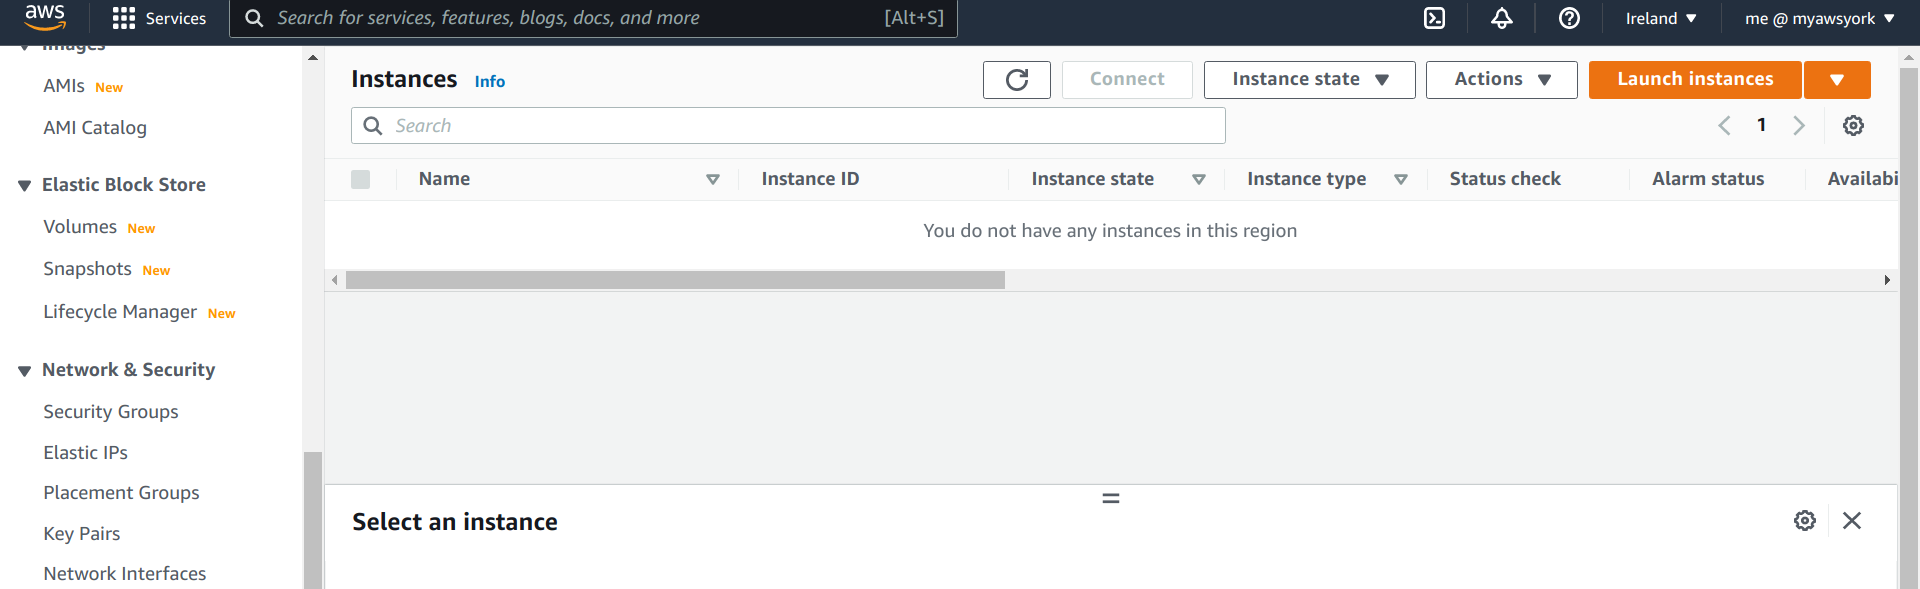 aws
Services
Search for services, features, blogs, docs, and more [Alt+S]
Ireland
me @ myawsyork
Images
AMIs New
AMI Catalog
Elastic Block Store
Volumes New
Snapshots New
Lifecycle Manager New
Network & Security
Security Groups
Elastic IPs
Placement Groups
Key Pairs
Network Interfaces
Instances Info
Connect
Instance state
Actions
Launch instances
Search
1
Name Instance ID Instance state Instance type Status check Alarm status Availabi
You do not have any instances in this region
Select an instance